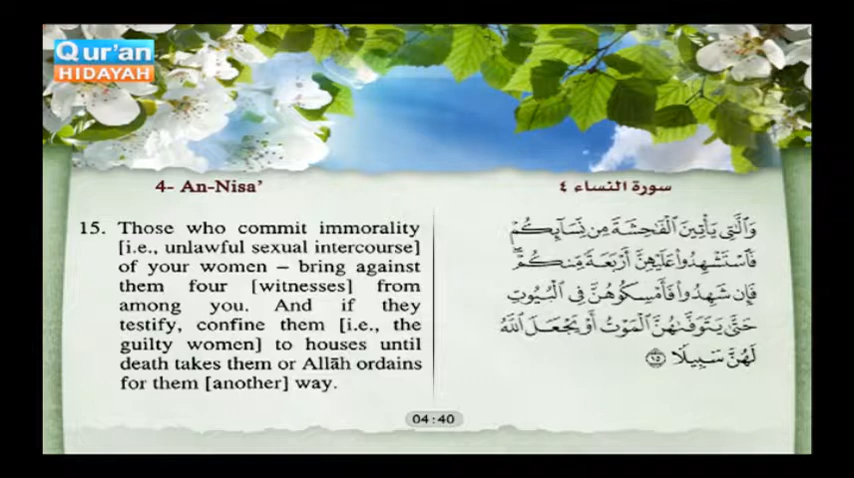 Qur'an
HIDAYAH
4- An-Nisa’
سورة النساء ٤
15. Those who commit immorality
[i.e., unlawful sexual intercourse]
of your women – bring against
them four [witnesses] from
among you. And if they
testify, confine them [i.e., the
guilty women] to houses until
death takes them or Allāh ordains
for them [another] way.
وَٱلَّٰتِى يَأْتِينَ ٱلْفَٰحِشَةَ مِن نِّسَآئِكُمْ
فَٱسْتَشْهِدُوا۟ عَلَيْهِنَّ أَرْبَعَةً مِّنكُمْ ۖ
فَإِن شَهِدُوا۟ فَأَمْسِكُوهُنَّ فِى ٱلْبُيُوتِ
حَتَّىٰ يَتَوَفَّىٰهُنَّ ٱلْمَوْتُ أَوْ يَجْعَلَ ٱللَّهُ
لَهُنَّ سَبِيلًا ١٥
04:40